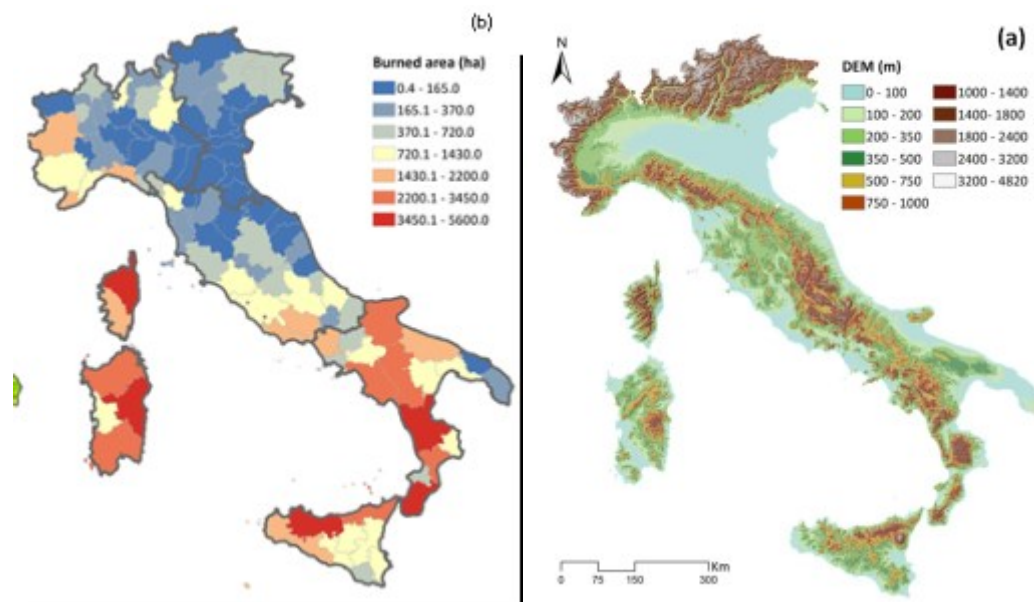 (b)
Burned area (ha)
0.4 - 165.0
165.1 - 370.0
370.1 - 720.0
720.1 - 1430.0
1430.1 - 2200.0
2200.1 - 3450.0
3450.1 - 5600.0
(a)
N
DEM (m)
0 - 100
100 - 200
200 - 350
350 - 500
500 - 750
750 - 1000
1000 - 1400
1400 - 1800
1800 - 2400
2400 - 3200
3200 - 4820
Km
0 75 150 300